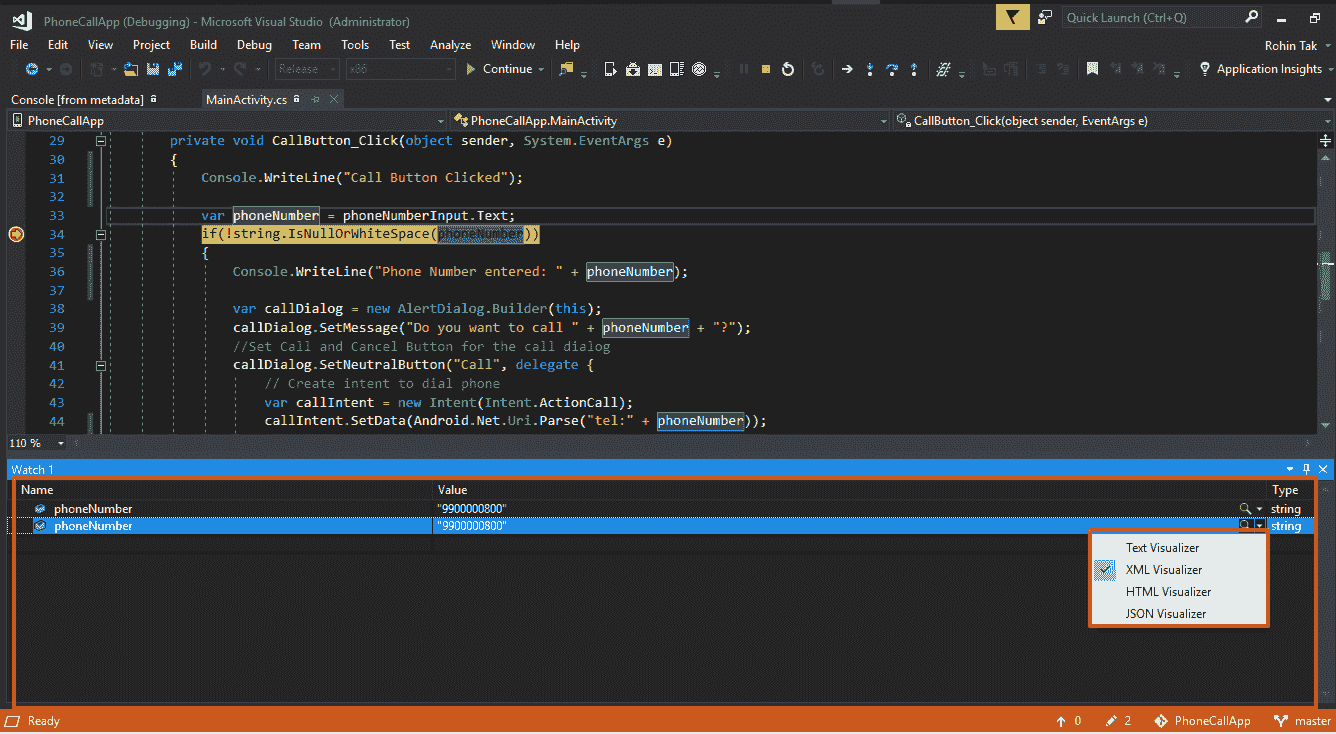 PhoneCallApp (Debugging) - Microsoft Visual Studio (Administrator)
Quick Launch (Ctrl+Q)
File Edit View Project Build Debug Team Tools Test Analyze Window Help
Rohin Tak
Release x86 Continue Application Insights
Console [from metadata] MainActivity.cs
PhoneCallApp PhoneCallApp.MainActivity CallButton_Click(object sender, EventArgs e)
29 private void CallButton_Click(object sender, System.EventArgs e)
30 {
31 Console.WriteLine("Call Button Clicked");
32
33 var phoneNumber = phoneNumberInput.Text;
34 if(!string.IsNullOrWhiteSpace(phoneNumber))
35 {
36 Console.WriteLine("Phone Number entered: " + phoneNumber);
37
38 var callDialog = new AlertDialog.Builder(this);
39 callDialog.SetMessage("Do you want to call " + phoneNumber + "?");
40 //Set Call and Cancel Button for the call dialog
41 callDialog.SetNeutralButton("Call", delegate {
42 // Create intent to dial phone
43 var callIntent = new Intent(Intent.ActionCall);
44 callIntent.SetData(Android.Net.Uri.Parse("tel:" + phoneNumber));
110 %
Watch 1
Name Value Type
phoneNumber "9900000800" string
phoneNumber "9900000800" string
Text Visualizer
XML Visualizer
HTML Visualizer
JSON Visualizer
Ready 0 2 PhoneCallApp master